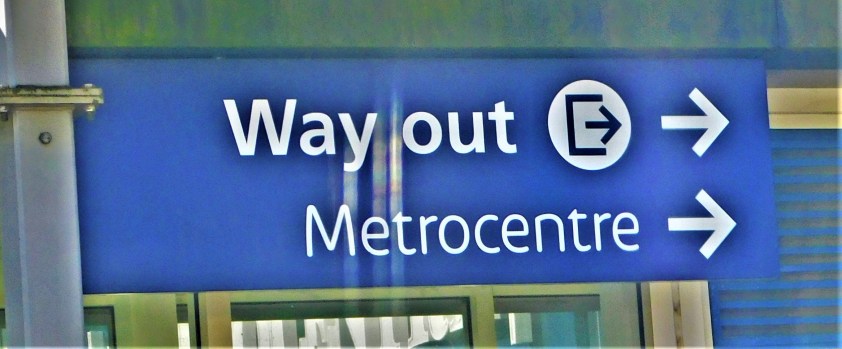 Way out →
Metrocentre →